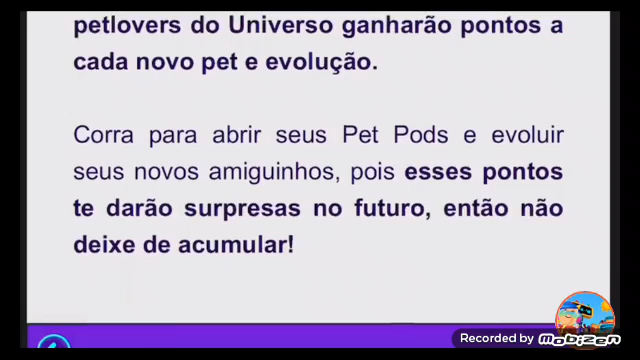 petlovers do Universo ganharão pontos a
cada novo pet e evolução.
Corra para abrir seus Pet Pods e evoluir
seus novos amiguinhos, pois esses pontos
te darão surpresas no futuro, então não
deixe de acumular!
Recorded by mobizen